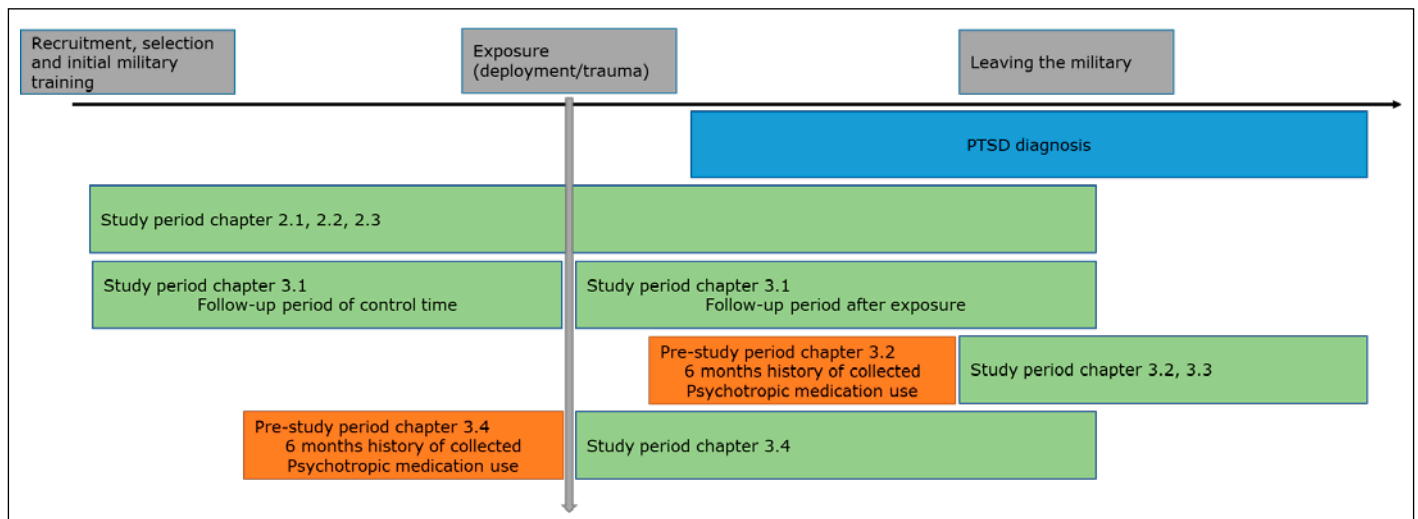 Recruitment, selection
and initial military
training
Exposure
(deployment/trauma)
Leaving the military
PTSD diagnosis
Study period chapter 2.1, 2.2, 2.3
Study period chapter 3.1
Follow-up period of control time
Study period chapter 3.1
Follow-up period after exposure
Pre-study period chapter 3.2
6 months history of collected
Psychotropic medication use
Study period chapter 3.2, 3.3
Pre-study period chapter 3.4
6 months history of collected
Psychotropic medication use
Study period chapter 3.4